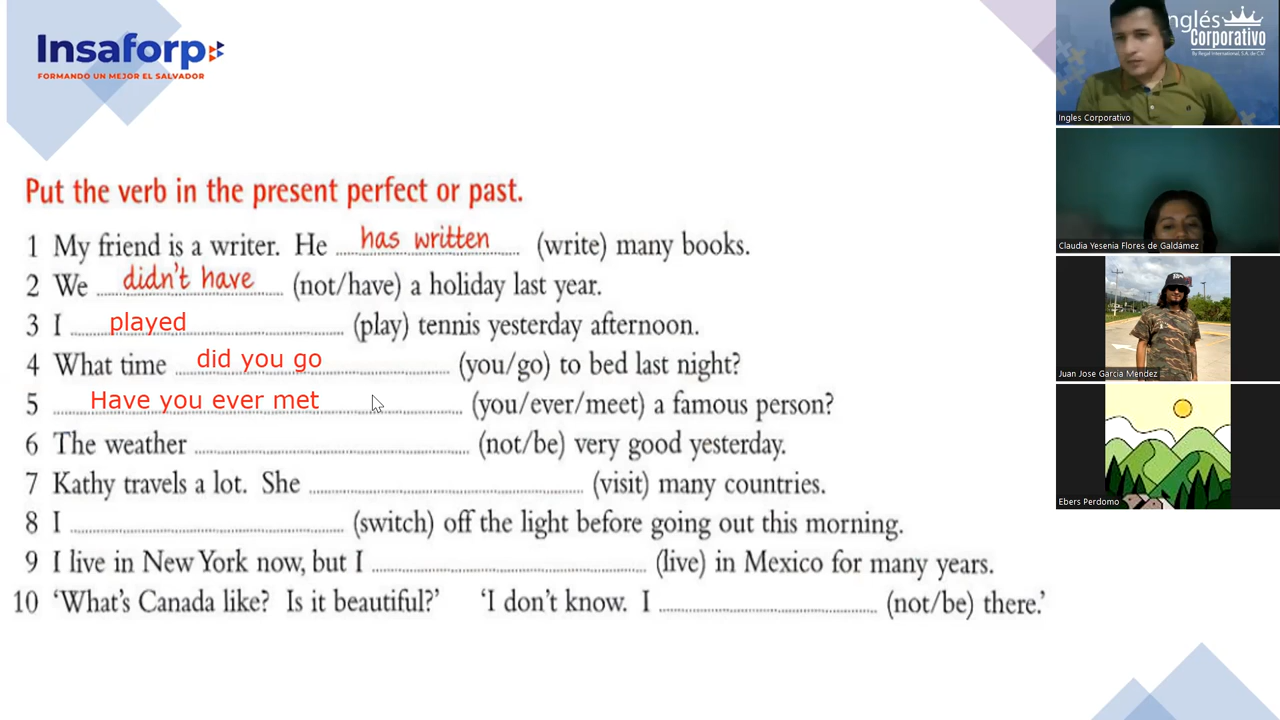 Insaforp
FORMANDO UN MEJOR EL SALVADOR
Inglés
Corporativo
By Regal International, S.A. de C.V.
Ingles Corporativo
Claudia Yesenia Flores de Galdámez
Juan Jose Garcia Mendez
Ebers Perdomo
Put the verb in the present perfect or past.
1 My friend is a writer. He has written (write) many books.
2 We didn't have (not/have) a holiday last year.
3 I played (play) tennis yesterday afternoon.
4 What time did you go (you/go) to bed last night?
5 Have you ever met (you/ever/meet) a famous person?
6 The weather (not/be) very good yesterday.
7 Kathy travels a lot. She (visit) many countries.
8 I (switch) off the light before going out this morning.
9 I live in New York now, but I (live) in Mexico for many years.
10 'What's Canada like? Is it beautiful?' 'I don't know. I (not/be) there.'